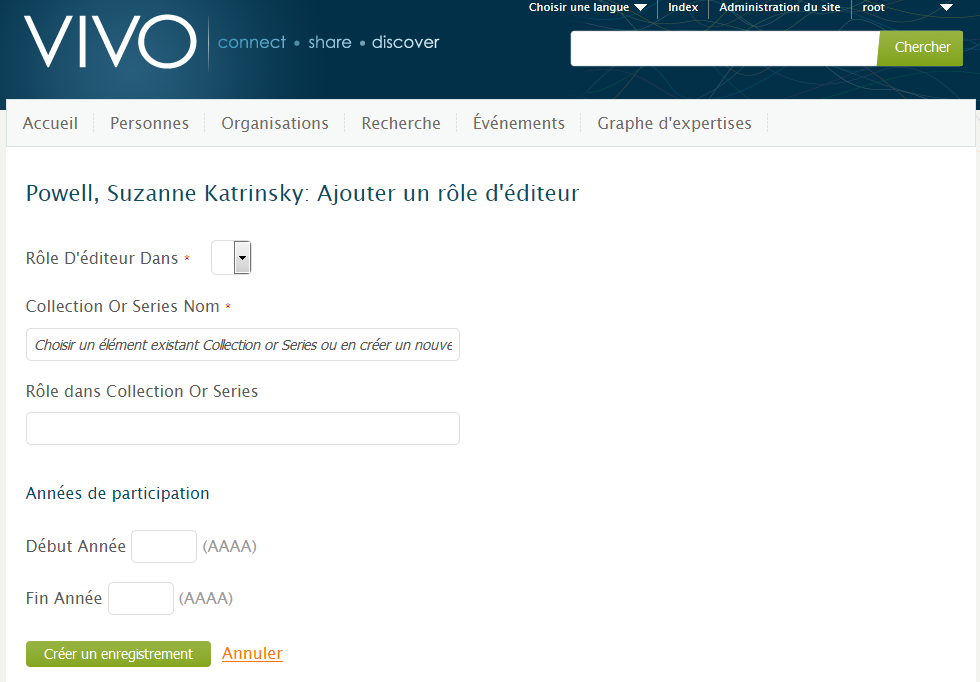 Choisir une langue Index Administration du site root
VIVO connect • share • discover
Chercher
Accueil Personnes Organisations Recherche Événements Graphe d'expertises
Powell, Suzanne Katrinsky: Ajouter un rôle d'éditeur
Rôle D'éditeur Dans *
Collection Or Series Nom *
Choisir un élément existant Collection or Series ou en créer un nouve
Rôle dans Collection Or Series
Années de participation
Début Année (AAAA)
Fin Année (AAAA)
Créer un enregistrement Annuler